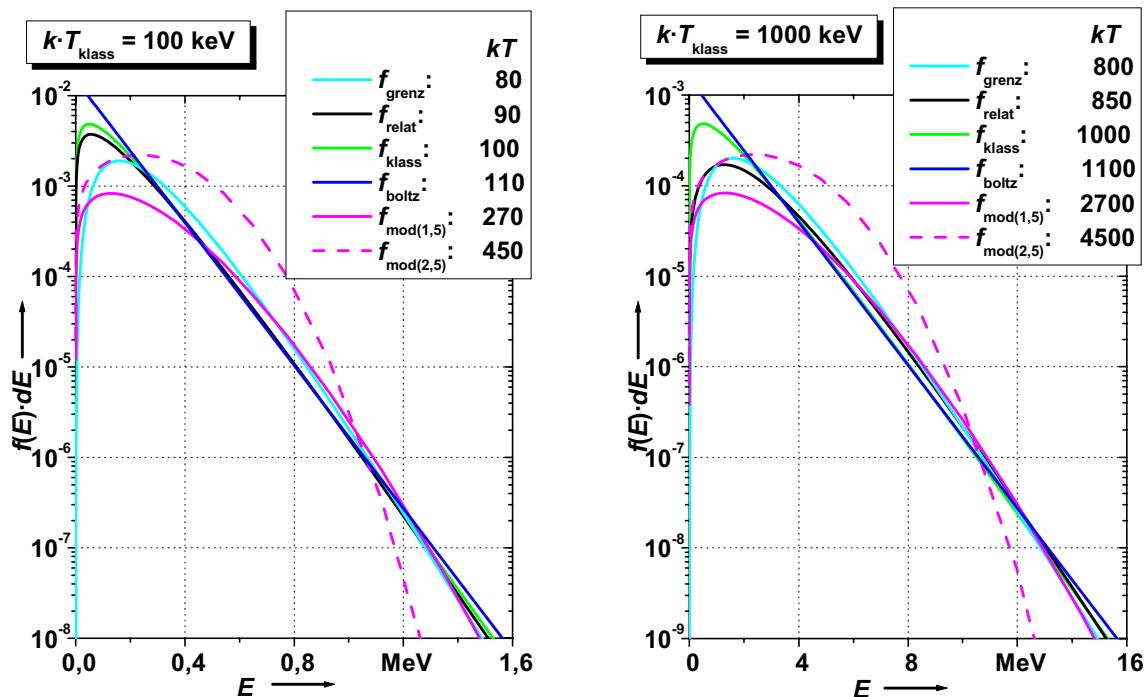 k·T_klass = 100 keV
kT
f_grenz: 80
f_relat: 90
f_klass: 100
f_boltz: 110
f_mod(1,5): 270
f_mod(2,5): 450
10^-2
10^-3
10^-4
10^-5
10^-6
10^-7
10^-8
f(E)·dE
0,0 0,4 0,8 MeV 1,6
E
k·T_klass = 1000 keV
kT
f_grenz: 800
f_relat: 850
f_klass: 1000
f_boltz: 1100
f_mod(1,5): 2700
f_mod(2,5): 4500
10^-3
10^-4
10^-5
10^-6
10^-7
10^-8
10^-9
f(E)·dE
0 4 8 MeV 16
E